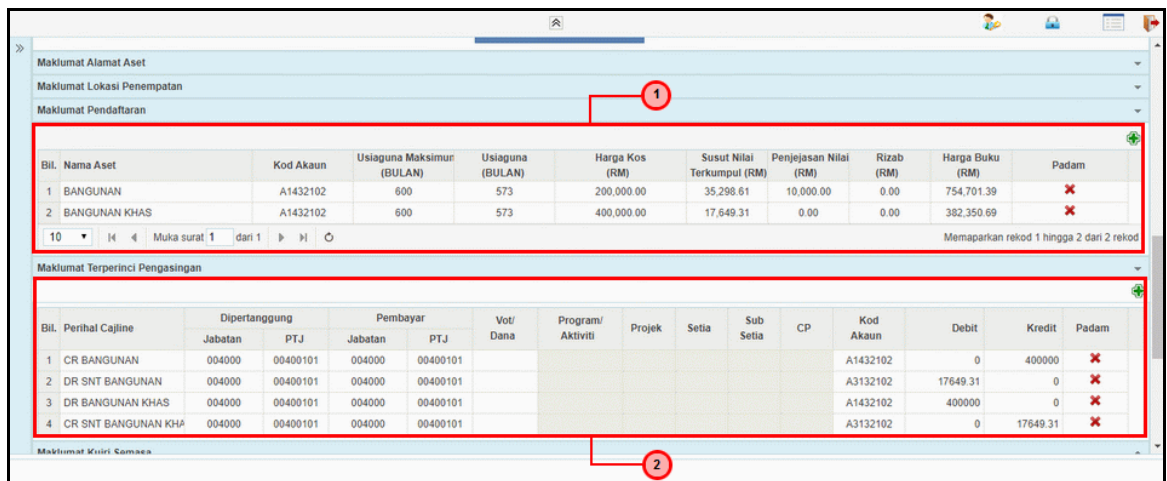 Maklumat Alamat Aset
Maklumat Lokasi Penempatan
Maklumat Pendaftaran
1
Bil. Nama Aset Kod Akaun Usiaguna Maksimum (BULAN) Usiaguna (BULAN) Harga Kos (RM) Susut Nilai Terkumpul (RM) Penjejasan Nilai (RM) Rizab (RM) Harga Buku (RM) Padam
1 BANGUNAN A1432102 600 573 200,000.00 35,298.61 10,000.00 0.00 754,701.39
2 BANGUNAN KHAS A1432102 600 573 400,000.00 17,649.31 0.00 0.00 382,350.69
10 Muka surat 1 dari 1 Memaparkan rekod 1 hingga 2 dari 2 rekod
Maklumat Terperinci Pengasingan
Bil. Perihal Cajline Dipertanggung Pembayar Vot/ Dana Program/ Aktiviti Projek Setia Sub Setia CP Kod Akaun Debit Kredit Padam
Jabatan PTJ Jabatan PTJ
1 CR BANGUNAN 004000 00400101 004000 00400101 A1432102 0 400000
2 DR SNT BANGUNAN 004000 00400101 004000 00400101 A3132102 17649.31 0
3 DR BANGUNAN KHAS 004000 00400101 004000 00400101 A1432102 400000 0
4 CR SNT BANGUNAN KHA 004000 00400101 004000 00400101 A3132102 0 17649.31
Maklumat Kuiri Semasa
2